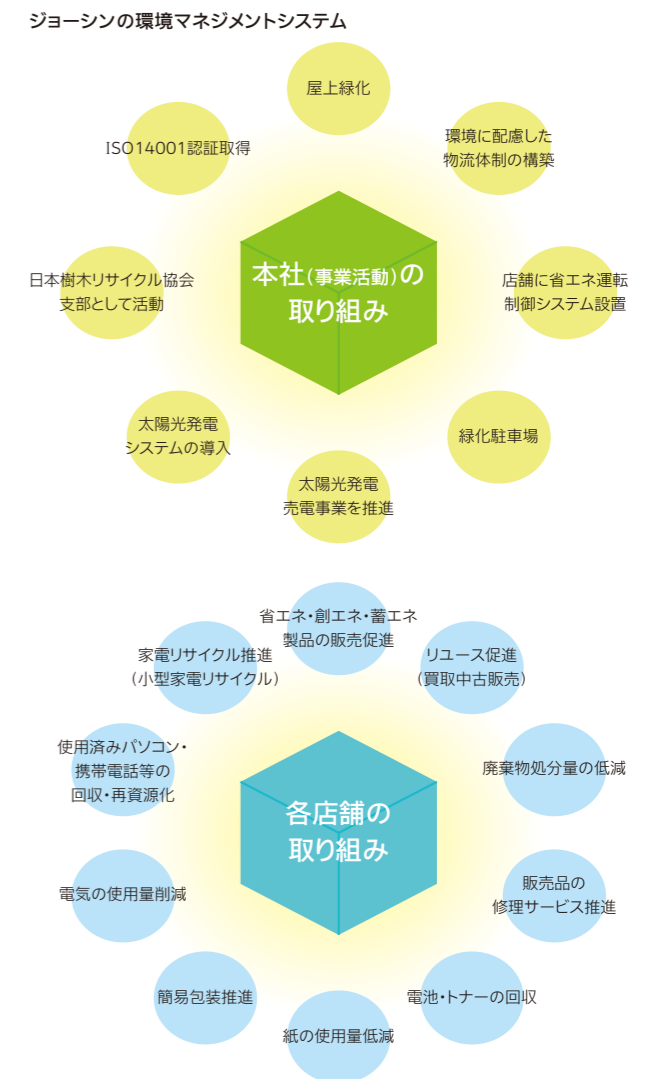 ジョーシンの環境マネジメントシステム
屋上緑化
環境に配慮した
物流体制の構築
店舗に省エネ運転
制御システム設置
緑化駐車場
太陽光発電
売電事業を推進
太陽光発電
システムの導入
日本樹木リサイクル協会
支部として活動
ISO14001認証取得
本社(事業活動)の
取り組み
省エネ・創エネ・蓄エネ
製品の販売促進
リユース促進
(買取中古販売)
廃棄物処分量の低減
販売品の
修理サービス推進
電池・トナーの回収
紙の使用量低減
簡易包装推進
電気の使用量削減
使用済みパソコン・
携帯電話等の
回収・再資源化
家電リサイクル推進
(小型家電リサイクル)
各店舗の
取り組み